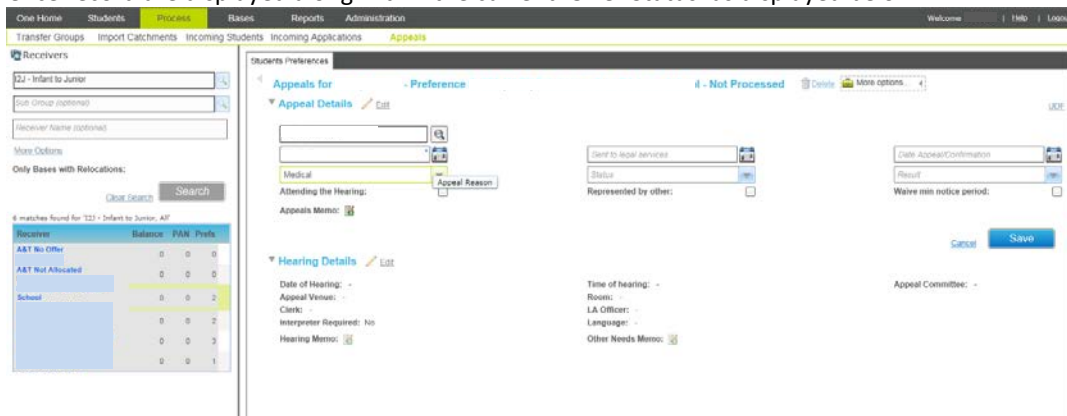 One Home Students Process Bases Reports Administration Welcome | Help | Logout
Transfer Groups Import Catchments Incoming Students Incoming Applications Appeals
Receivers
I2J - Infant to Junior
Sub Group (optional)
Receiver Name (optional)
More Options
Only Bases with Relocations:
Clear Search Search
6 matches found for 'I2J - Infant to Junior, All'
Receiver Balance PAN Prefs
A&T No Offer 0 0 0
A&T Not Allocated 0 0 0
School 0 0 2
0 0 2
0 0 3
0 0 1
Students Preferences
Appeals for - Preference - Not Processed Delete More options
Appeal Details Edit
UDF
* Sent to legal services Date Appeal/Confirmation
Medical Status Result
Appeal Reason
Attending the Hearing: Represented by other: Waive min notice period:
Appeals Memo:
Cancel Save
Hearing Details Edit
Date of Hearing: - Time of hearing: - Appeal Committee: -
Appeal Venue: - Room: -
Clerk: - LA Officer: -
Interpreter Required: No Language: -
Hearing Memo: Other Needs Memo: